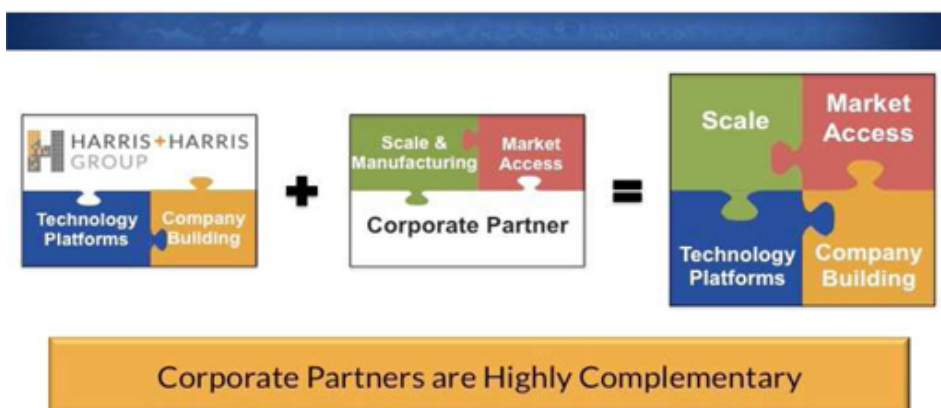 HARRIS+HARRIS
GROUP
Technology
Platforms
Company
Building
+
Scale &
Manufacturing
Market
Access
Corporate Partner
=
Scale
Market
Access
Technology
Platforms
Company
Building
Corporate Partners are Highly Complementary